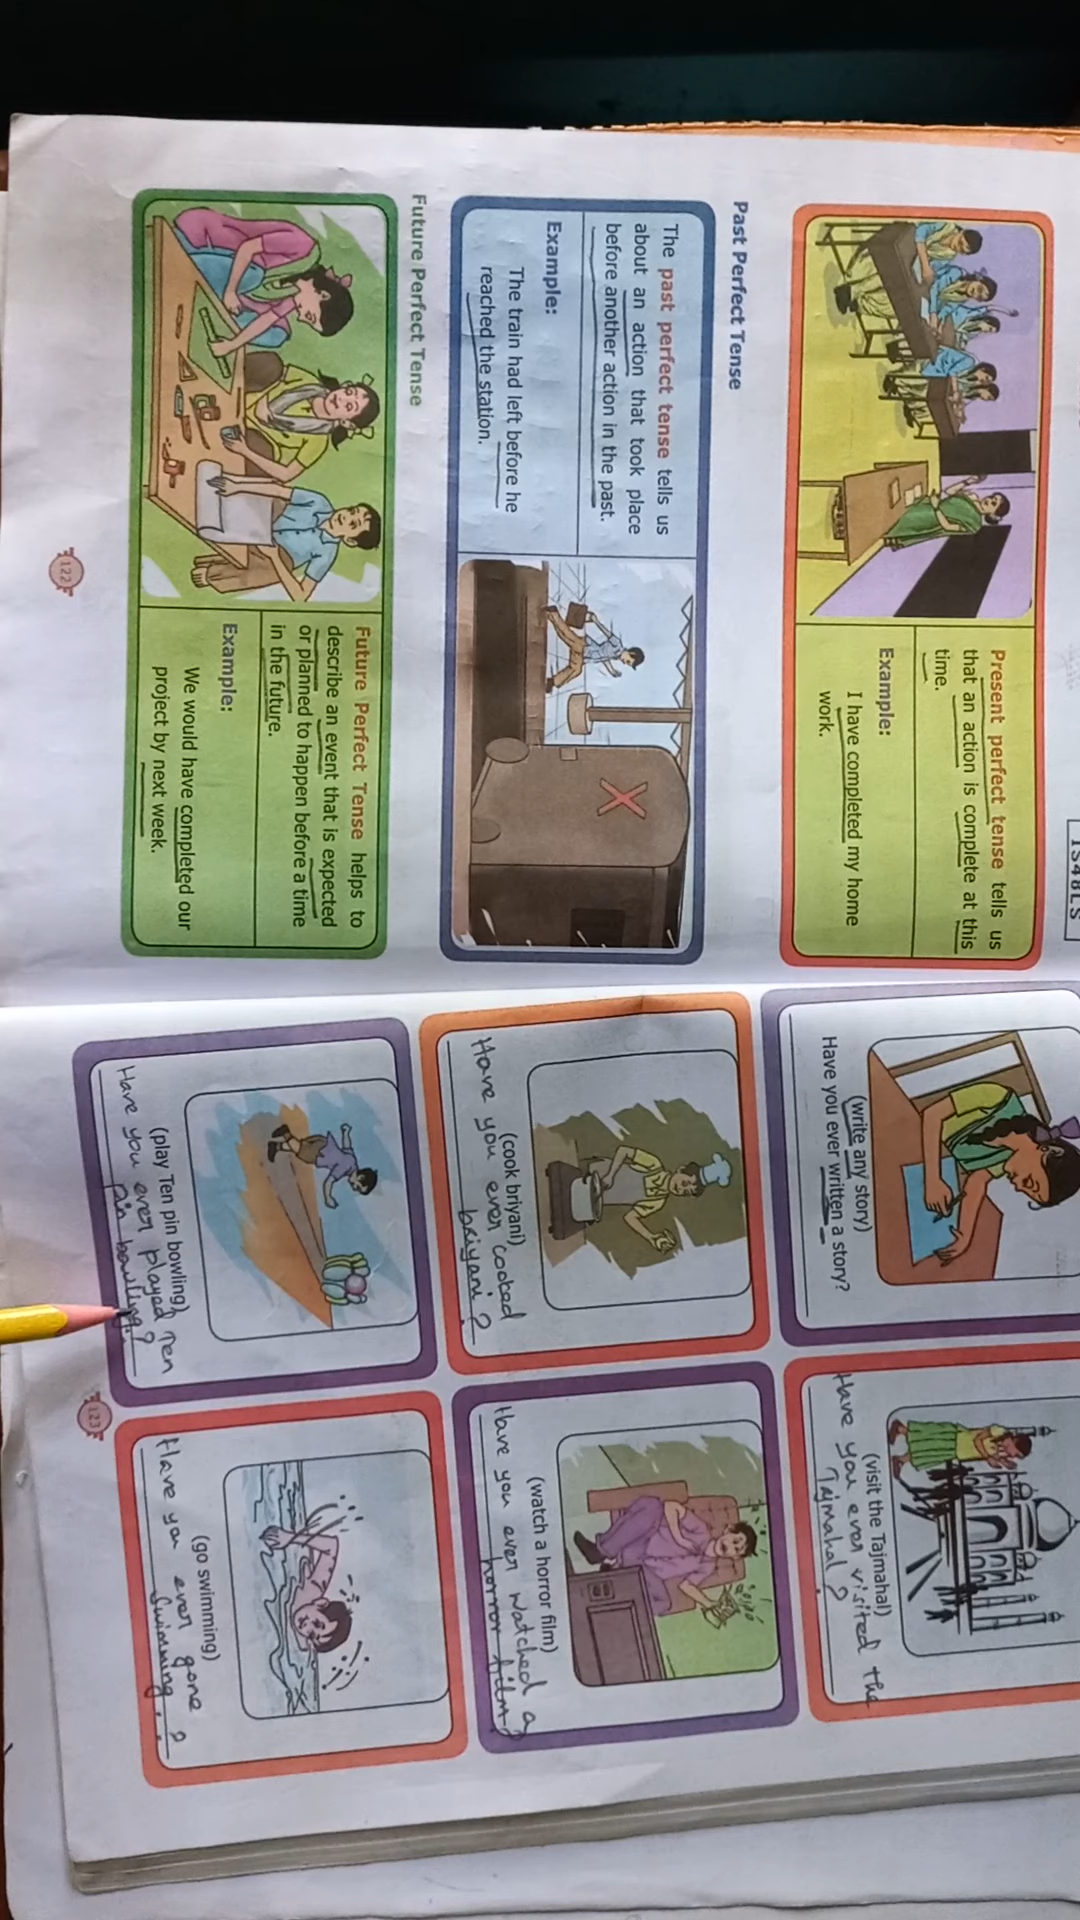 Present perfect tense tells us
that an action is complete at this
time.
Example:
I have completed my home
work.
Past Perfect Tense
The past perfect tense tells us
about an action that took place
before another action in the past.
Example:
The train had left before he
reached the station.
Future Perfect Tense
Future Perfect Tense helps to
describe an event that is expected
or planned to happen before a time
in the future.
Example:
We would have completed our
project by next week.
122
(write any story)
Have you ever written a story?
(visit the Tajmahal)
Have you ever visited the
Tajmahal ?
(cook briyani)
Have you ever cooked
briyani ?
(watch a horror film)
Have you ever watched a
horror film?
(play Ten pin bowling)
Have you ever played Ten
pin bowling?
(go swimming)
Have you ever gone
swimming ?
123